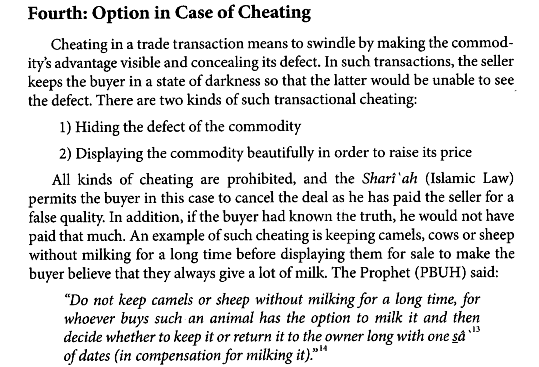 Fourth: Option in Case of Cheating
Cheating in a trade transaction means to swindle by making the commod-
ity's advantage visible and concealing its defect. In such transactions, the seller
keeps the buyer in a state of darkness so that the latter would be unable to see
the defect. There are two kinds of such transactional cheating:
1) Hiding the defect of the commodity
2) Displaying the commodity beautifully in order to raise its price
All kinds of cheating are prohibited, and the Sharî'ah (Islamic Law)
permits the buyer in this case to cancel the deal as he has paid the seller for a
false quality. In addition, if the buyer had known the truth, he would not have
paid that much. An example of such cheating is keeping camels, cows or sheep
without milking for a long time before displaying them for sale to make the
buyer believe that they always give a lot of milk. The Prophet (PBUH) said:
"Do not keep camels or sheep without milking for a long time, for
whoever buys such an animal has the option to milk it and then
decide whether to keep it or return it to the owner long with one sâ`¹³
of dates (in compensation for milking it)."¹⁴